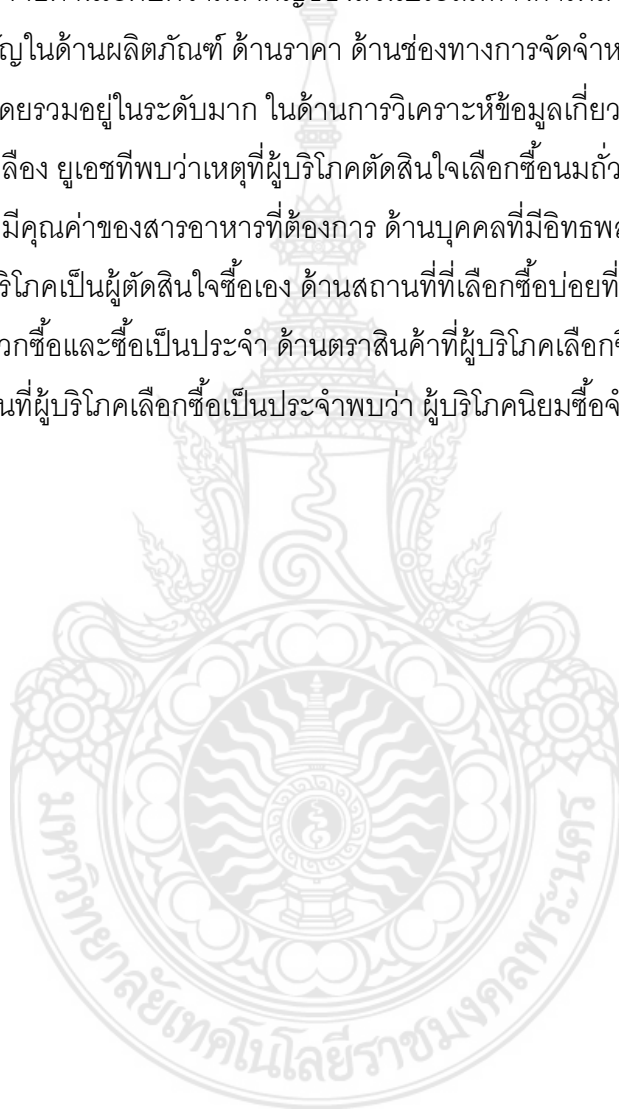 ญในด้านผลิตภัณฑ์ ด้านราคา ด้านช่องทางการจัดจำห
ดยรวมอยู่ในระดับมาก ในด้านการวิเคราะห์ข้อมูลเกี่ยว
ลือง ยูเอชทีพบว่าเหตุที่ผู้บริโภคตัดสินใจเลือกซื้อนมถั่ว
มีคุณค่าของสารอาหารที่ต้องการ ด้านบุคคลที่มีอิทธพล
ริโภคเป็นผู้ตัดสินใจซื้อเอง ด้านสถานที่ที่เลือกซื้อบ่อยที่
วกซื้อและซื้อเป็นประจำ ด้านตราสินค้าที่ผู้บริโภคเลือกซื
นที่ผู้บริโภคเลือกซื้อเป็นประจำพบว่า ผู้บริโภคนิยมซื้อจ
มหาวิทยาลัยเทคโนโลยีราชมงคลพระนคร